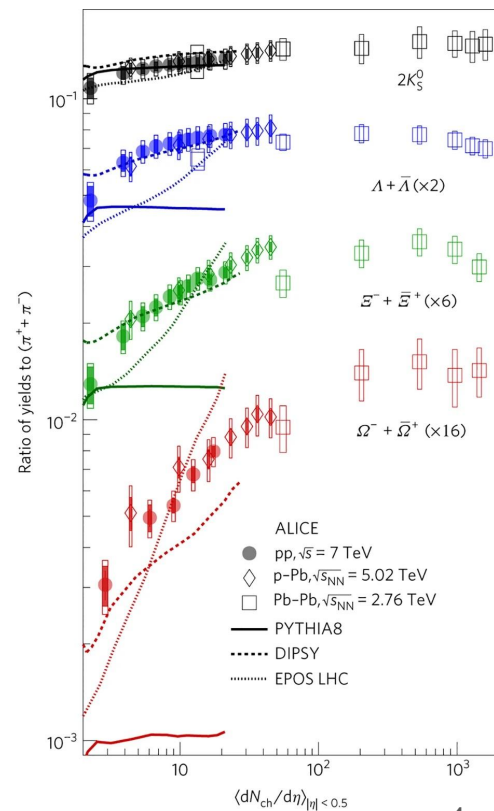 Ratio of yields to (π⁺+ π⁻)
10⁻¹
10⁻²
10⁻³
2K⁰S
Λ + Λ̅ (×2)
Ξ⁻ + Ξ̅⁺ (×6)
Ω⁻ + Ω̅⁺ (×16)
ALICE
pp, √s = 7 TeV
p–Pb, √sNN = 5.02 TeV
Pb–Pb, √sNN = 2.76 TeV
PYTHIA8
DIPSY
EPOS LHC
10 10² 10³
⟨dNch/dη⟩|η| < 0.5